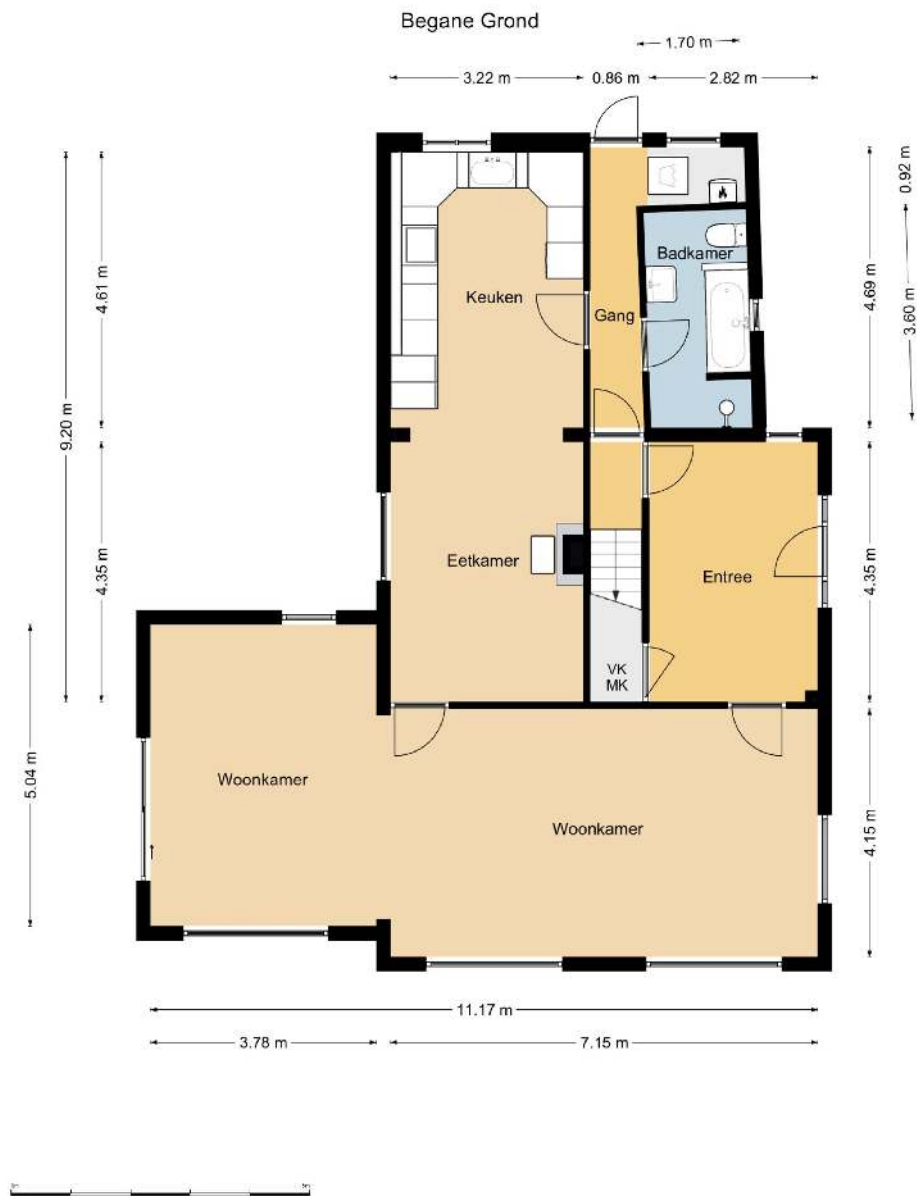 Begane Grond
1.70 m
3.22 m
0.86 m
2.82 m
0.92 m
Badkamer
4.61 m
Keuken
Gang
4.69 m
3.60 m
9.20 m
4.35 m
Eetkamer
Entree
4.35 m
VK
MK
5.04 m
Woonkamer
Woonkamer
4.15 m
11.17 m
3.78 m
7.15 m